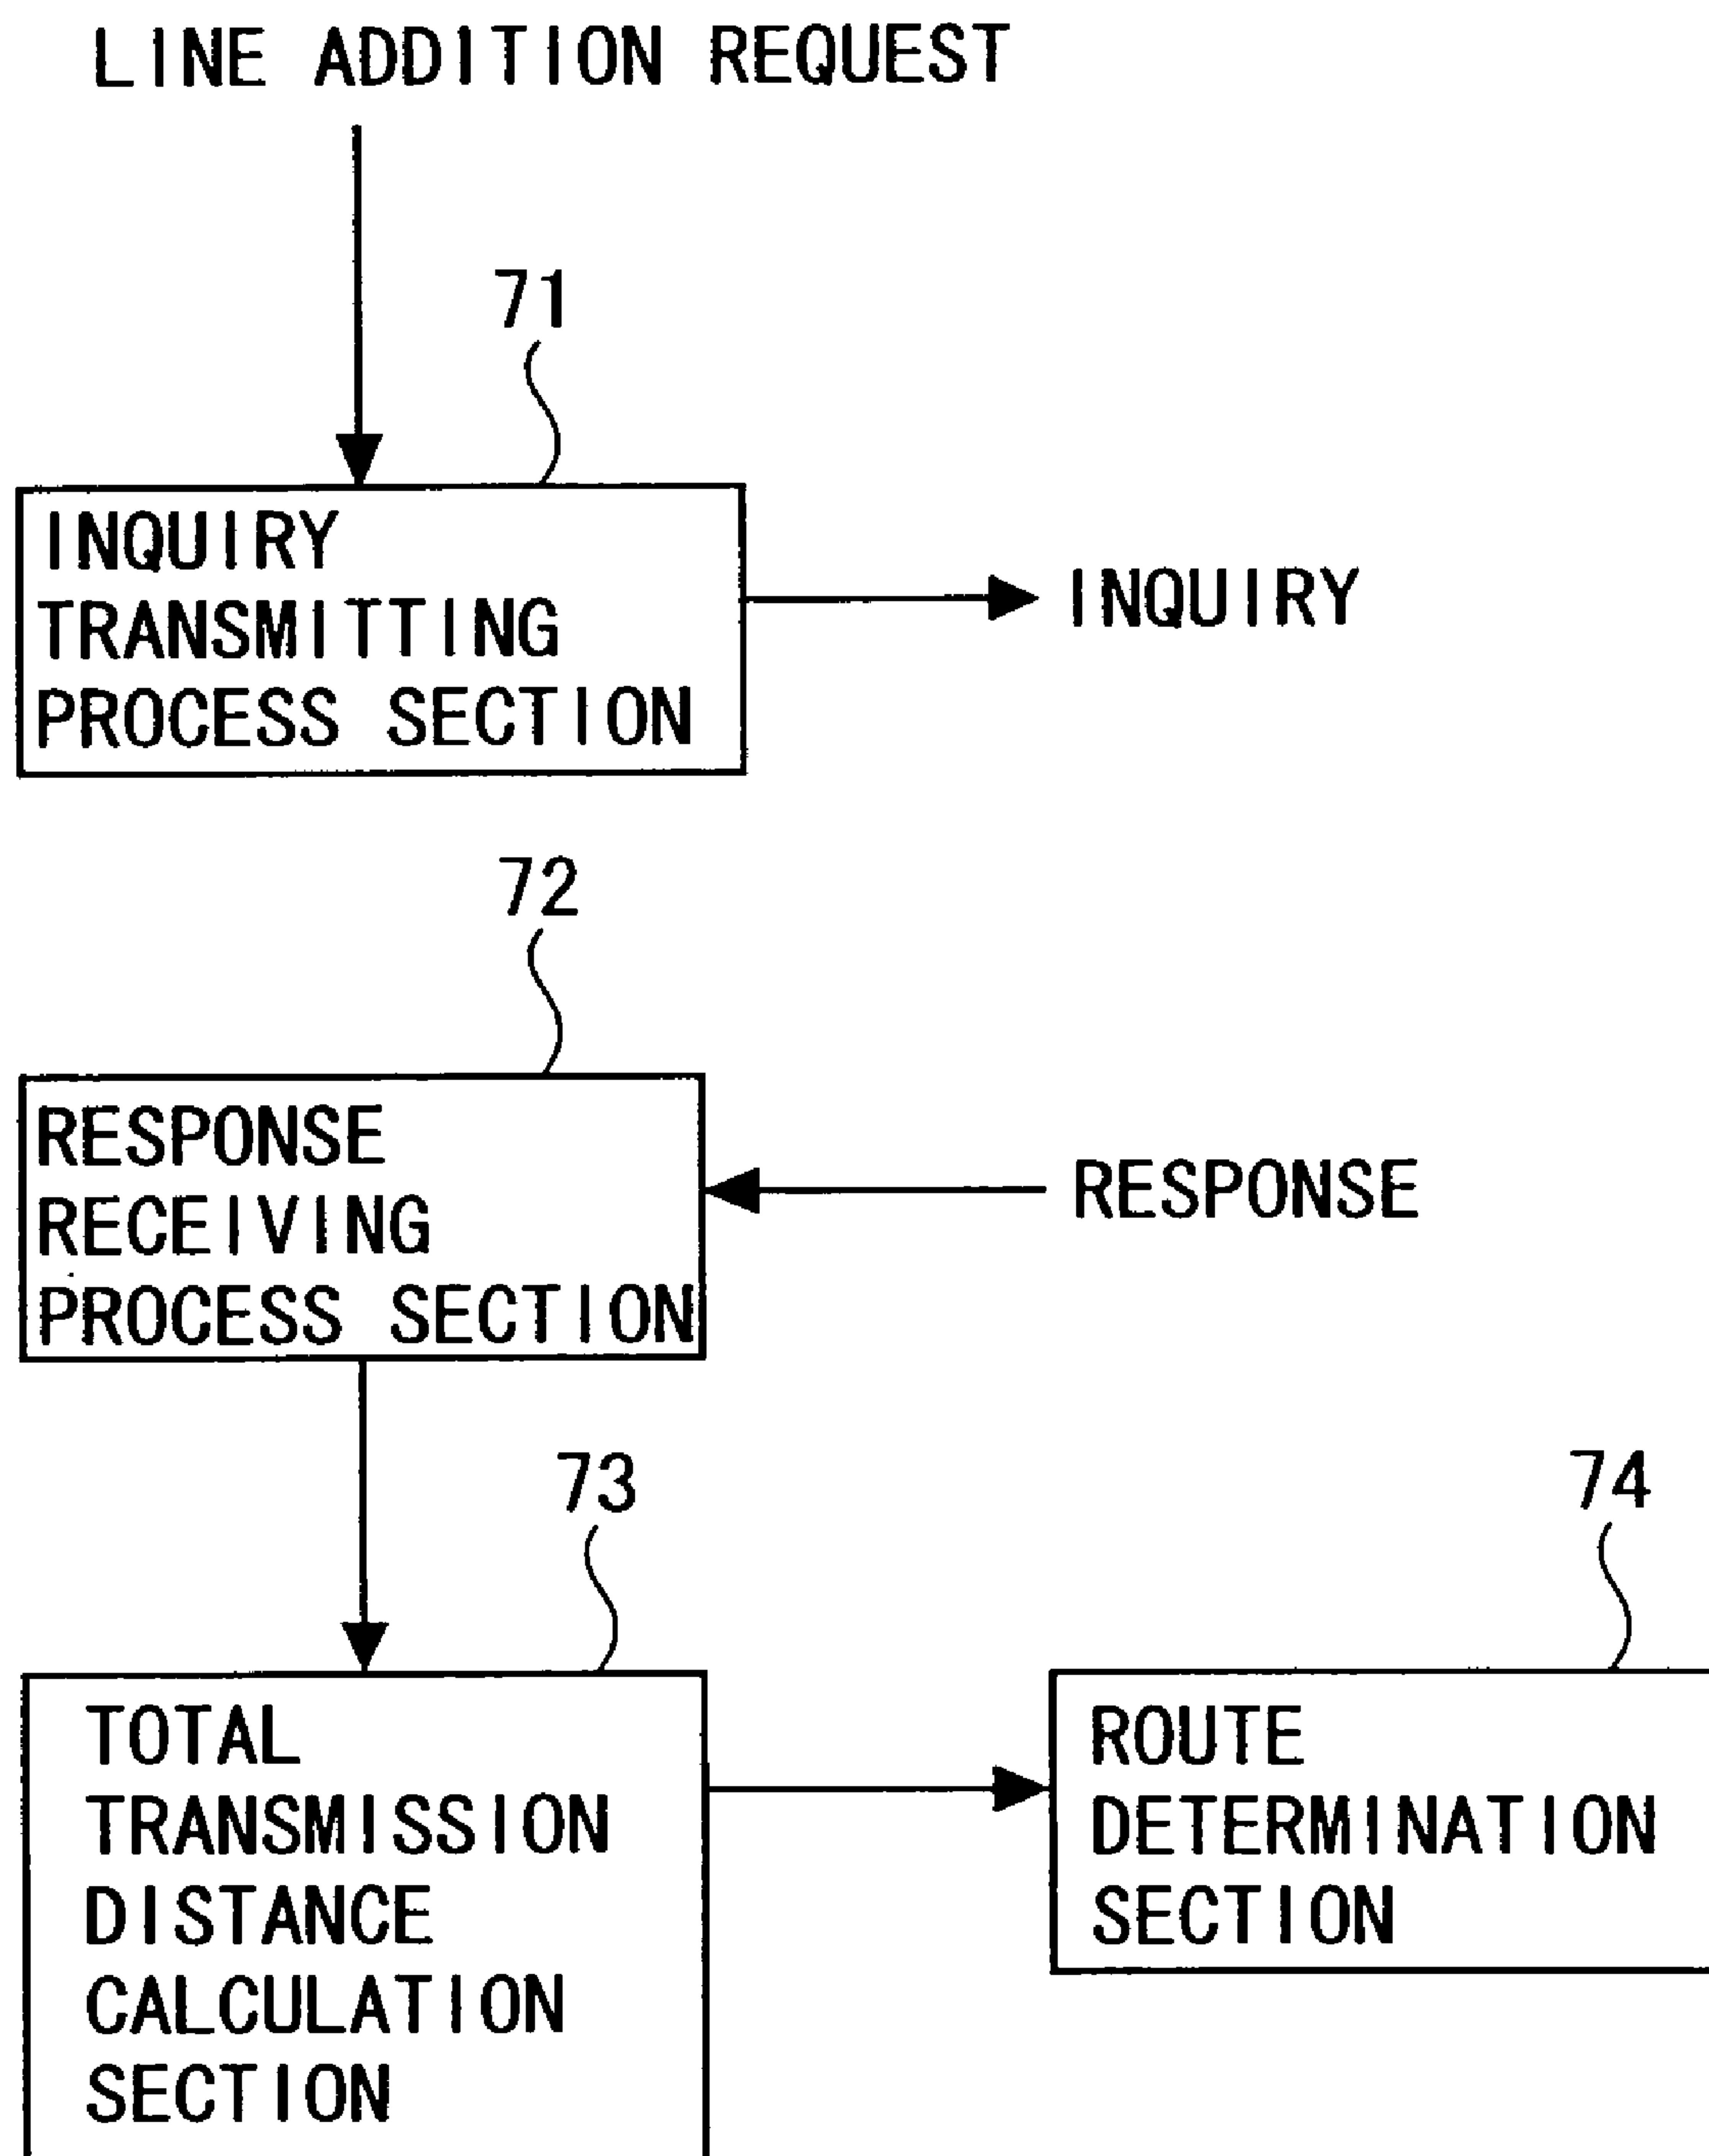 LINE ADDITION REQUEST
71
INQUIRY
TRANSMITTING
PROCESS SECTION
INQUIRY
72
RESPONSE
RECEIVING
PROCESS SECTION
RESPONSE
73
TOTAL
TRANSMISSION
DISTANCE
CALCULATION
SECTION
74
ROUTE
DETERMINATION
SECTION